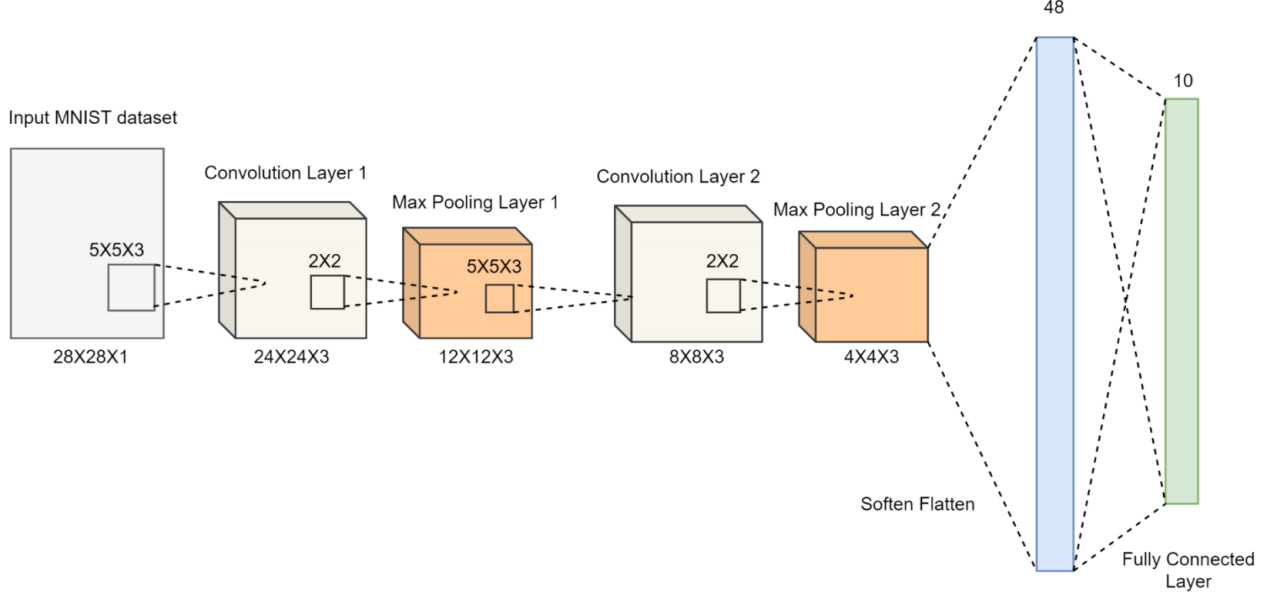 48
10
Input MNIST dataset
Convolution Layer 1
Convolution Layer 2
Max Pooling Layer 1
Max Pooling Layer 2
5X5X3
2X2
5X5X3
2X2
28X28X1
24X24X3
12X12X3
8X8X3
4X4X3
Soften Flatten
Fully Connected
Layer